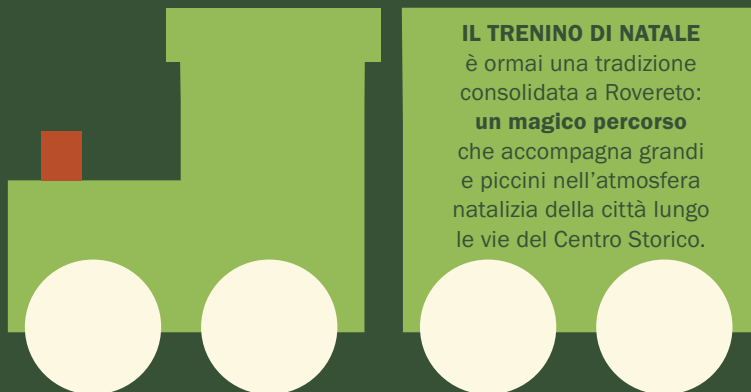 IL TRENINO DI NATALE
è ormai una tradizione
consolidata a Rovereto:
un magico percorso
che accompagna grandi
e piccini nell'atmosfera
natalizia della città lungo
le vie del Centro Storico.